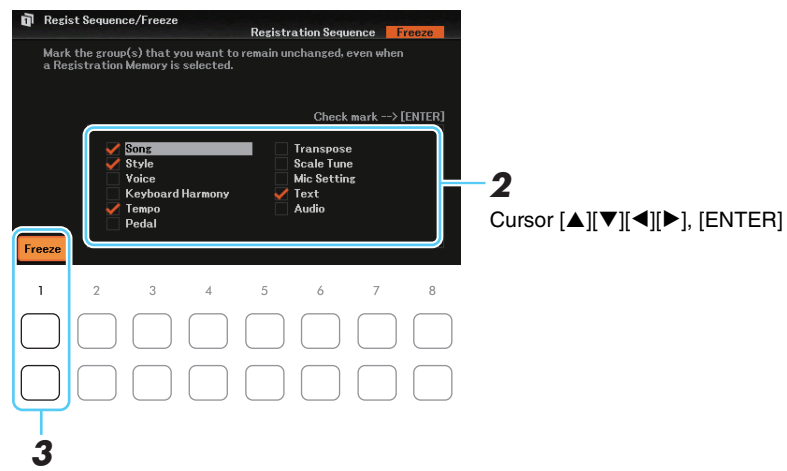 Regist Sequence/Freeze
Registration Sequence Freeze
Mark the group(s) that you want to remain unchanged, even when
a Registration Memory is selected.
Check mark --> [ENTER]
Song
Style
Voice
Keyboard Harmony
Tempo
Pedal
Transpose
Scale Tune
Mic Setting
Text
Audio
2
Cursor [▲][▼][◀][▶], [ENTER]
Freeze
1 2 3 4 5 6 7 8
3